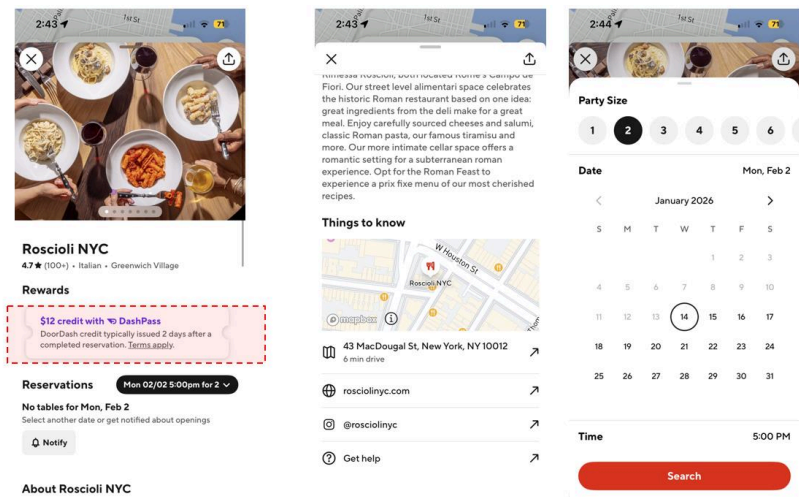 2:43
1st St
71
Roscioli NYC
4.7 ★ (100+) • Italian • Greenwich Village
Rewards
$12 credit with DashPass
DoorDash credit typically issued 2 days after a
completed reservation. Terms apply.
Reservations
Mon 02/02 5:00pm for 2
No tables for Mon, Feb 2
Select another date or get notified about openings
Notify
About Roscioli NYC
2:43
1st St
71
Rimessa Roscioli, both located Rome's Campo de
Fiori. Our street level alimentari space celebrates
the historic Roman restaurant based on one idea:
great ingredients from the deli make for a great
meal. Enjoy carefully sourced cheeses and salumi,
classic Roman pasta, our famous tiramisu and
more. Our more intimate cellar space offers a
romantic setting for a subterranean roman
experience. Opt for the Roman Feast to
experience a prix fixe menu of our most cherished
recipes.
Things to know
W Houston St
Roscioli NYC
mapbox
43 MacDougal St, New York, NY 10012
6 min drive
rosciolinyc.com
@rosciolinyc
Get help
2:44
1st St
71
Party Size
1 2 3 4 5 6
Date Mon, Feb 2
January 2026
S M T W T F S
1 2 3
4 5 6 7 8 9 10
11 12 13 14 15 16 17
18 19 20 21 22 23 24
25 26 27 28 29 30 31
Time 5:00 PM
Search